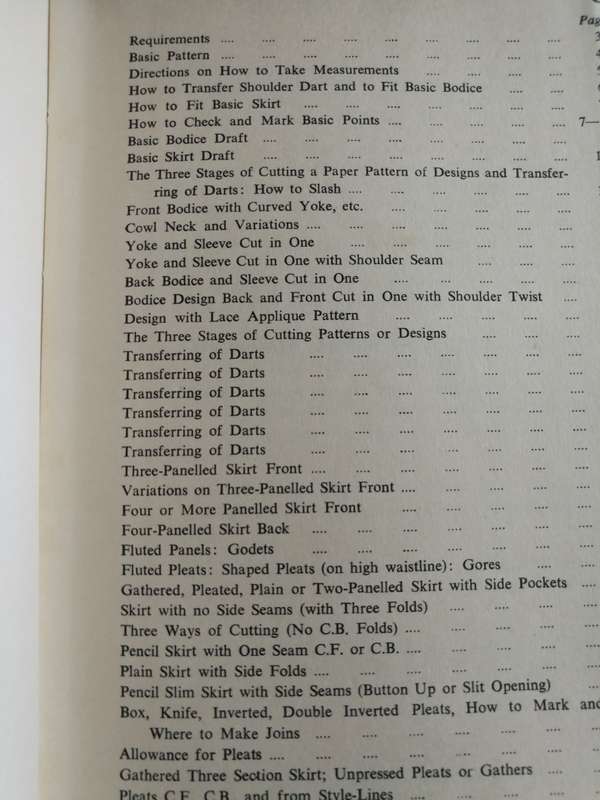 Pag
Requirements .... .... .... .... .... .... .... .... 3
Basic Pattern .... .... .... .... .... .... .... ....
Directions on How to Take Measurements .... .... .... ....
How to Transfer Shoulder Dart and to Fit Basic Bodice .... ....
How to Fit Basic Skirt .... .... .... .... .... ....
How to Check and Mark Basic Points .... .... .... .... 7—
Basic Bodice Draft .... .... .... .... .... .... ....
Basic Skirt Draft .... .... .... .... .... .... .... 1
The Three Stages of Cutting a Paper Pattern of Designs and Transfer-
ring of Darts: How to Slash .... .... .... .... .... ....
Front Bodice with Curved Yoke, etc. .... .... .... .... ....
Cowl Neck and Variations .... .... .... .... .... ....
Yoke and Sleeve Cut in One .... .... .... .... .... ....
Yoke and Sleeve Cut in One with Shoulder Seam .... .... ....
Back Bodice and Sleeve Cut in One .... .... .... .... ....
Bodice Design Back and Front Cut in One with Shoulder Twist ....
Design with Lace Applique Pattern .... .... .... .... ....
The Three Stages of Cutting Patterns or Designs .... .... ....
Transferring of Darts .... .... .... .... .... .... ....
Transferring of Darts .... .... .... .... .... .... ....
Transferring of Darts .... .... .... .... .... .... ....
Transferring of Darts .... .... .... .... .... .... ....
Transferring of Darts .... .... .... .... .... .... ....
Transferring of Darts .... .... .... .... .... .... ....
Three-Panelled Skirt Front .... .... .... .... .... .... ....
Variations on Three-Panelled Skirt Front .... .... .... .... ....
Four or More Panelled Skirt Front .... .... .... .... ....
Four-Panelled Skirt Back .... .... .... .... .... .... ....
Fluted Panels: Godets .... .... .... .... .... .... ....
Fluted Pleats: Shaped Pleats (on high waistline): Gores .... ....
Gathered, Pleated, Plain or Two-Panelled Skirt with Side Pockets ....
Skirt with no Side Seams (with Three Folds) .... .... .... ....
Three Ways of Cutting (No C.B. Folds) .... .... .... .... ....
Pencil Skirt with One Seam C.F. or C.B. .... .... .... .... ....
Plain Skirt with Side Folds .... .... .... .... .... .... ....
Pencil Slim Skirt with Side Seams (Button Up or Slit Opening) ....
Box, Knife, Inverted, Double Inverted Pleats, How to Mark and
Where to Make Joins .... .... .... .... .... ....
Allowance for Pleats .... .... .... .... .... .... .... ....
Gathered Three Section Skirt; Unpressed Pleats or Gathers .... ....
Pleats C.F., C.B. and from Style-Lines .... .... .... .... ....